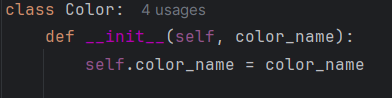 class Color: 4 usages
    def __init__(self, color_name):
        self.color_name = color_name